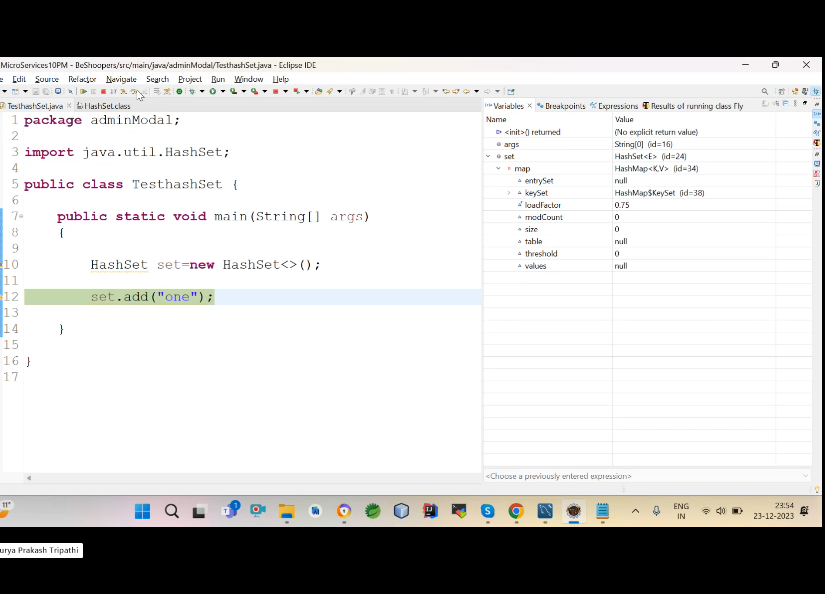 MicroServices10PM - BeShoopers/src/main/java/adminModal/TesthashSet.java - Eclipse IDE
Edit Source Refactor Navigate Search Project Run Window Help
TesthashSet.java HashSet.class
(x)= Variables Breakpoints Expressions Results of running class Fly
1 package adminModal;
2
3 import java.util.HashSet;
4
5 public class TesthashSet {
6
7 public static void main(String[] args)
8 {
9
10 HashSet set=new HashSet<>();
11
12 set.add("one");
13
14 }
15
16 }
17
Name Value
<init>() returned (No explicit return value)
args String[0] (id=16)
set HashSet<E> (id=24)
map HashMap<K,V> (id=34)
entrySet null
keySet HashMap$KeySet (id=38)
loadFactor 0.75
modCount 0
size 0
table null
threshold 0
values null
<Choose a previously entered expression>
11°
1
ENG
IN
23:54
23-12-2023
urya Prakash Tripathi